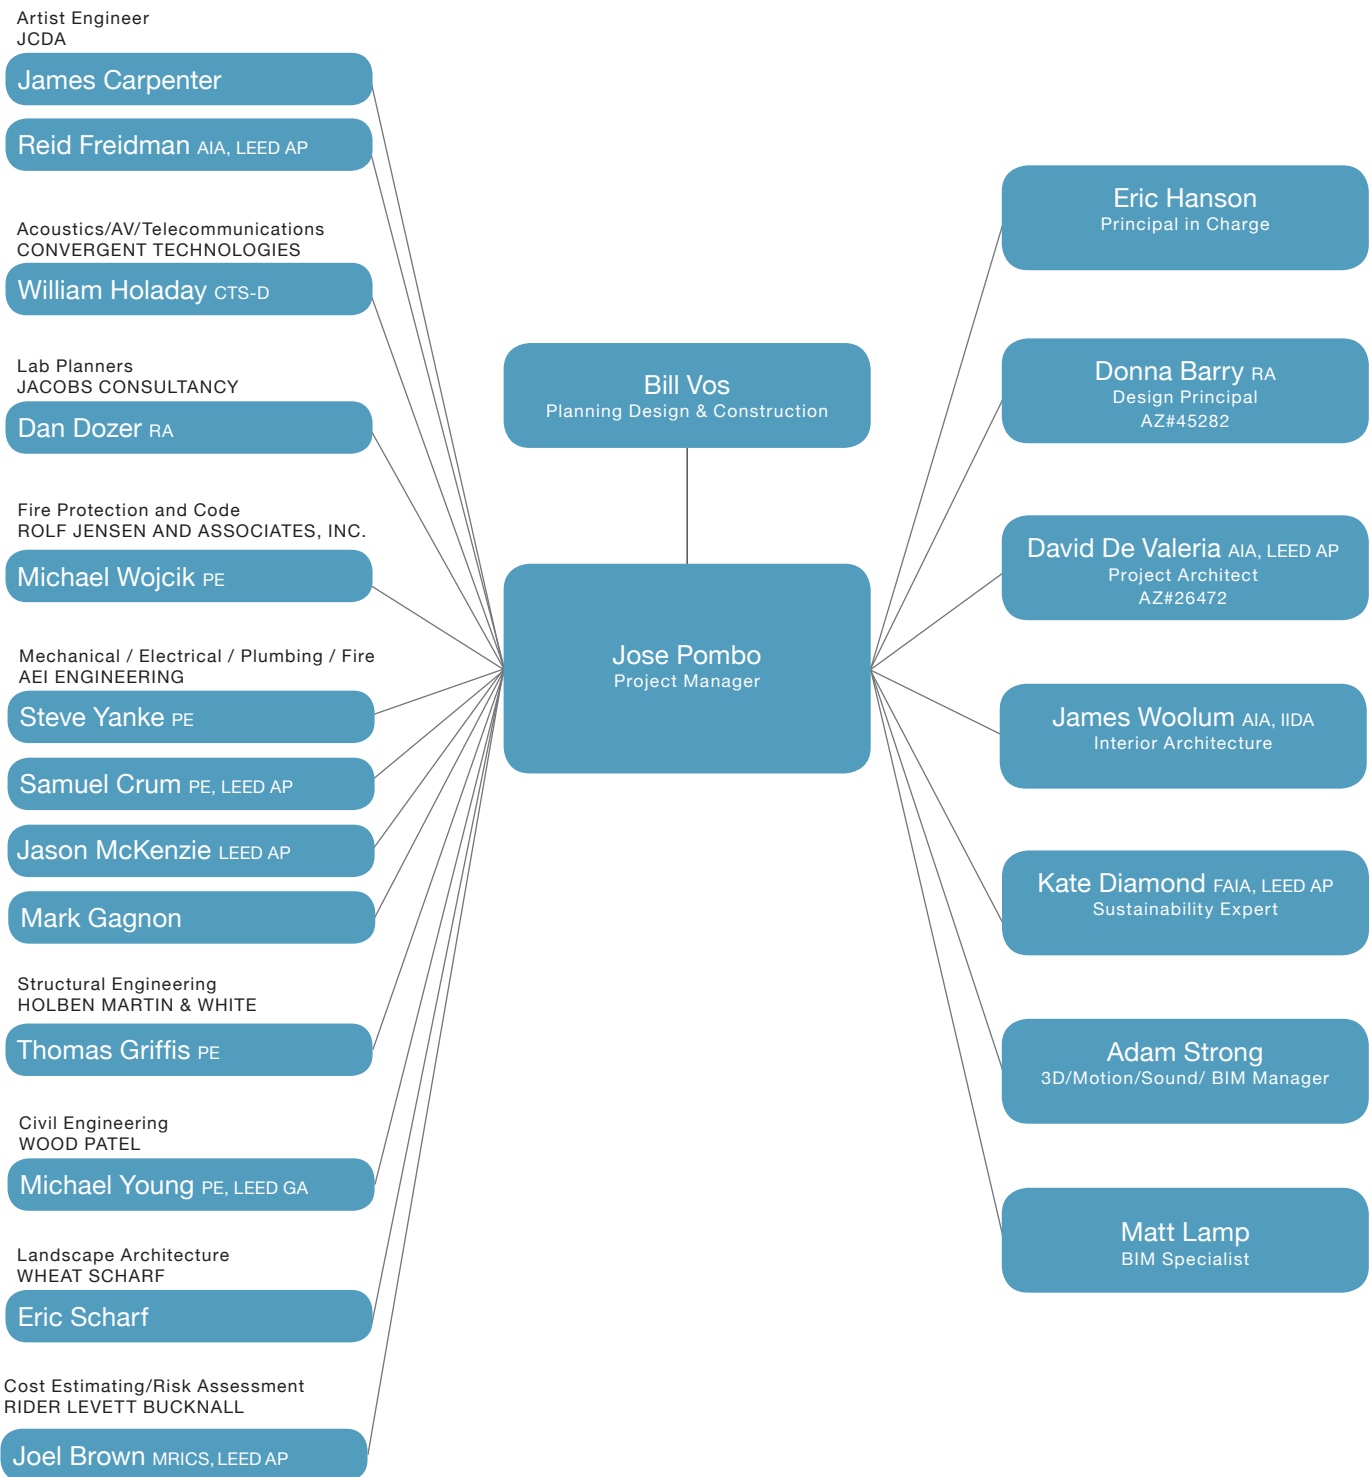 Artist Engineer
JCDA
James Carpenter
Reid Freidman AIA, LEED AP
Acoustics/AV/Telecommunications
CONVERGENT TECHNOLOGIES
William Holaday CTS-D
Lab Planners
JACOBS CONSULTANCY
Dan Dozer RA
Fire Protection and Code
ROLF JENSEN AND ASSOCIATES, INC.
Michael Wojcik PE
Mechanical / Electrical / Plumbing / Fire
AEI ENGINEERING
Steve Yanke PE
Samuel Crum PE, LEED AP
Jason McKenzie LEED AP
Mark Gagnon
Structural Engineering
HOLBEN MARTIN & WHITE
Thomas Griffis PE
Civil Engineering
WOOD PATEL
Michael Young PE, LEED GA
Landscape Architecture
WHEAT SCHARF
Eric Scharf
Cost Estimating/Risk Assessment
RIDER LEVETT BUCKNALL
Joel Brown MRICS, LEED AP
Bill Vos
Planning Design & Construction
Jose Pombo
Project Manager
Eric Hanson
Principal in Charge
Donna Barry RA
Design Principal
AZ#45282
David De Valeria AIA, LEED AP
Project Architect
AZ#26472
James Woolum AIA, IIDA
Interior Architecture
Kate Diamond FAIA, LEED AP
Sustainability Expert
Adam Strong
3D/Motion/Sound/ BIM Manager
Matt Lamp
BIM Specialist